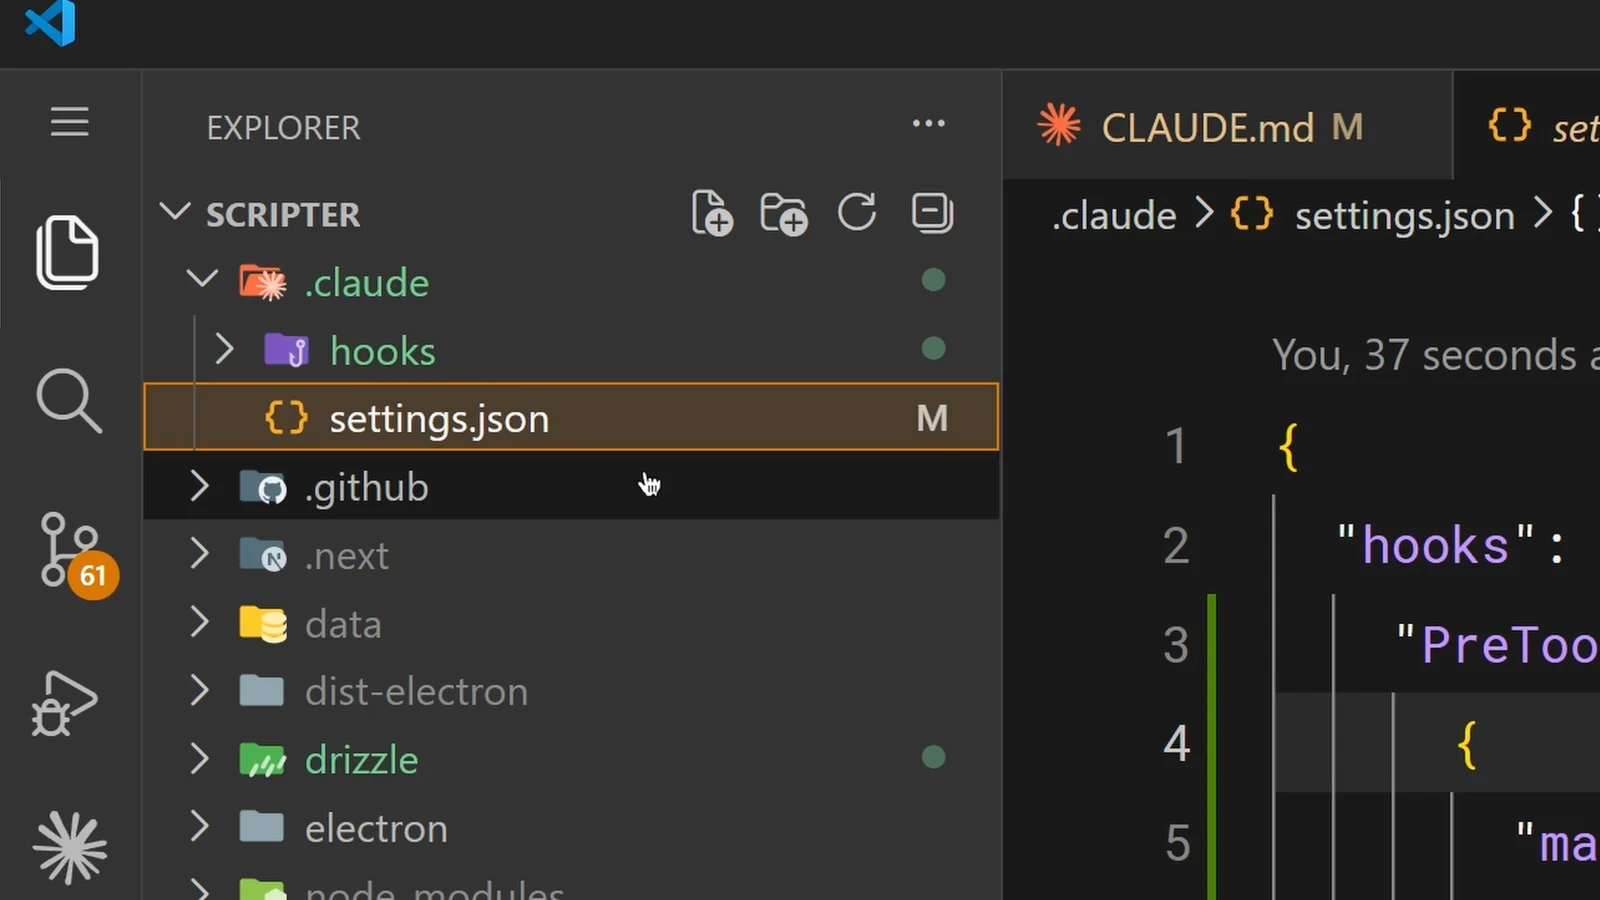 EXPLORER
SCRIPTER
.claude
hooks
settings.json M
.github
.next
data
dist-electron
drizzle
electron
node_modules
61
CLAUDE.md M
.claude > {} settings.json > {
You, 37 seconds
1 {
2 "hooks":
3 "PreToo
4 {
5 "ma